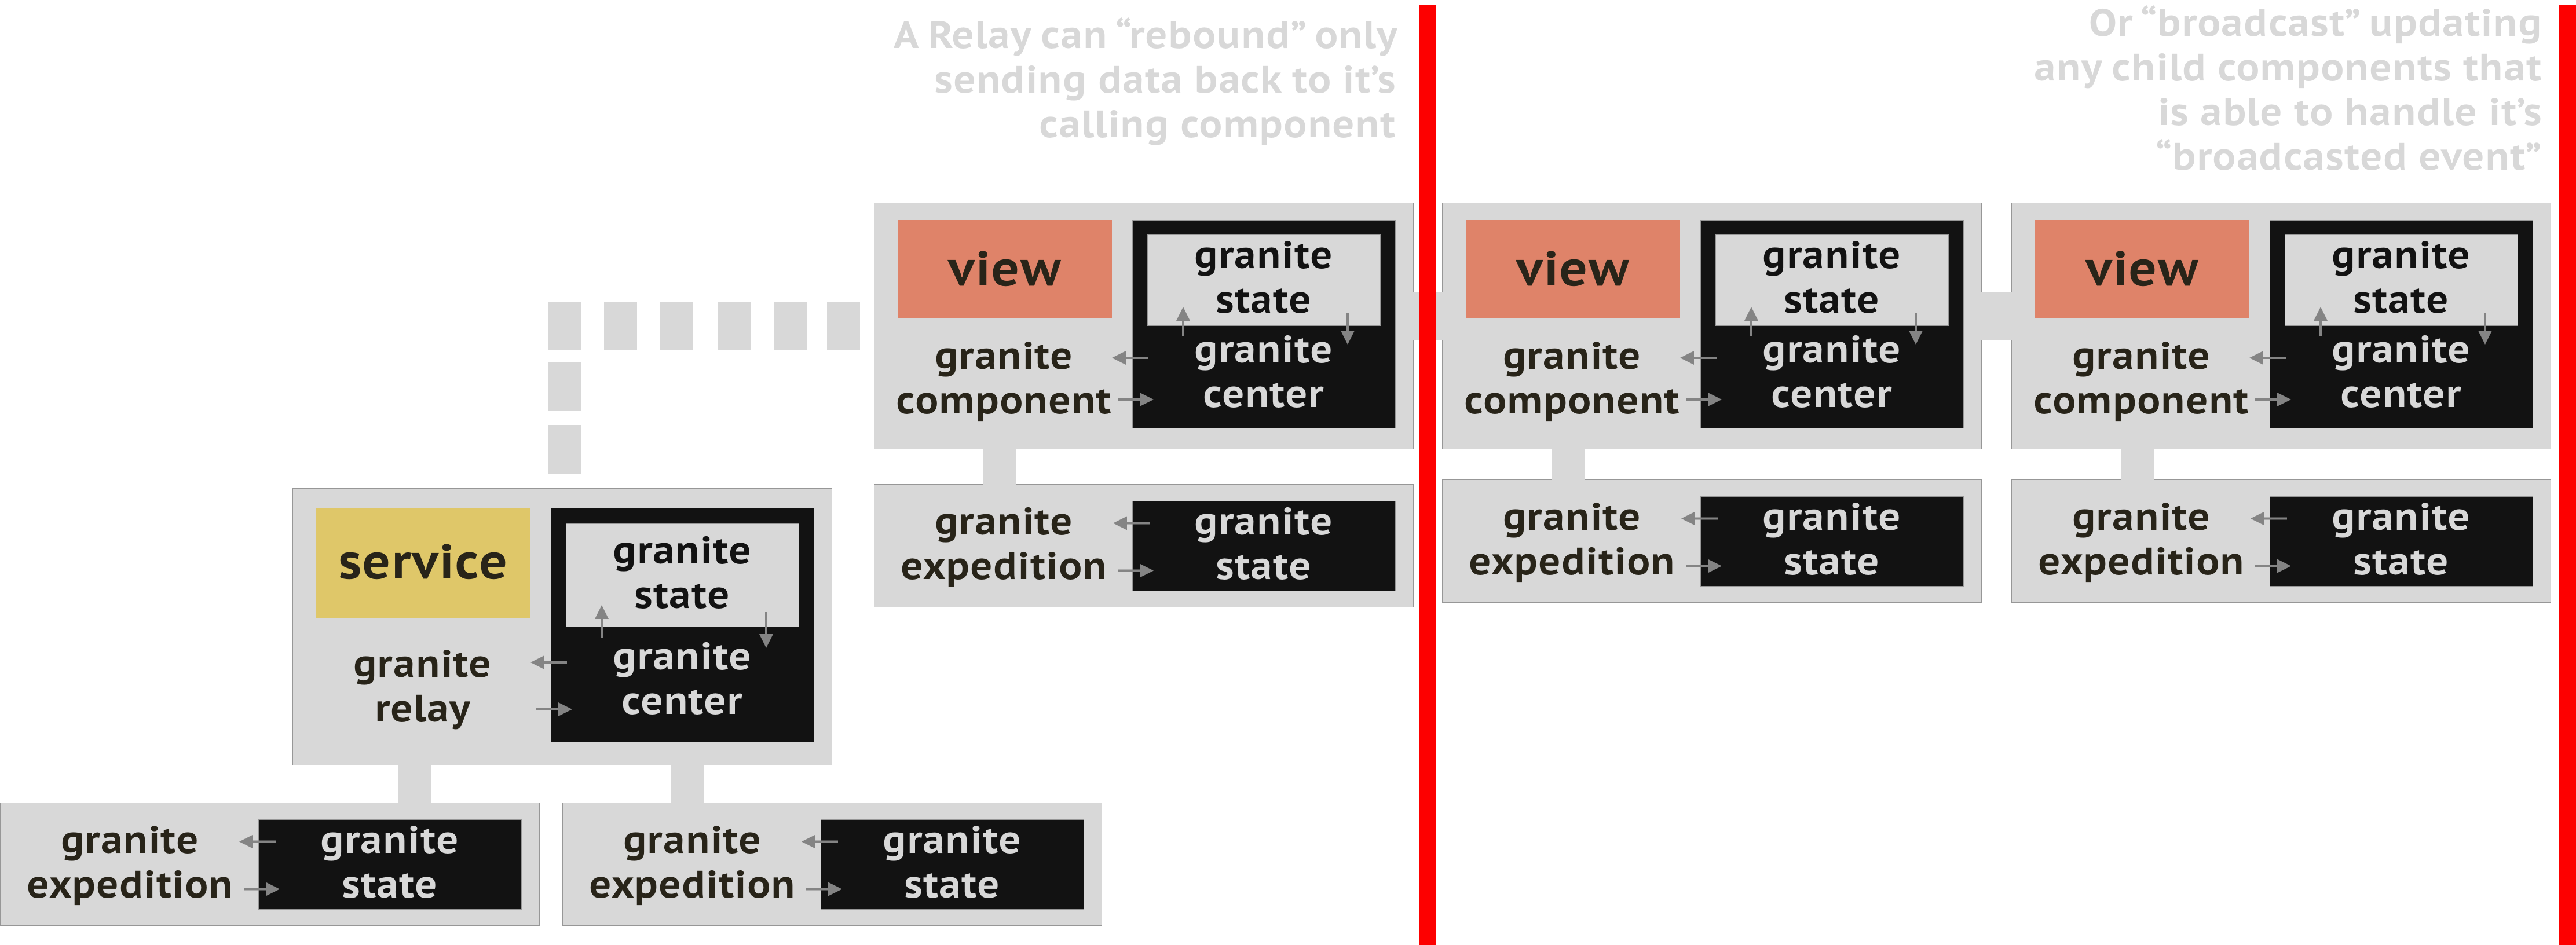 A Relay can “rebound” only
sending data back to it’s
calling component
Or “broadcast” updating
any child components that
is able to handle it’s
“broadcasted event”
view
granite
state
granite
component
granite
center
granite
expedition
granite
state
view
granite
state
granite
component
granite
center
granite
expedition
granite
state
view
granite
state
granite
component
granite
center
granite
expedition
granite
state
service
granite
state
granite
relay
granite
center
granite
expedition
granite
state
granite
expedition
granite
state